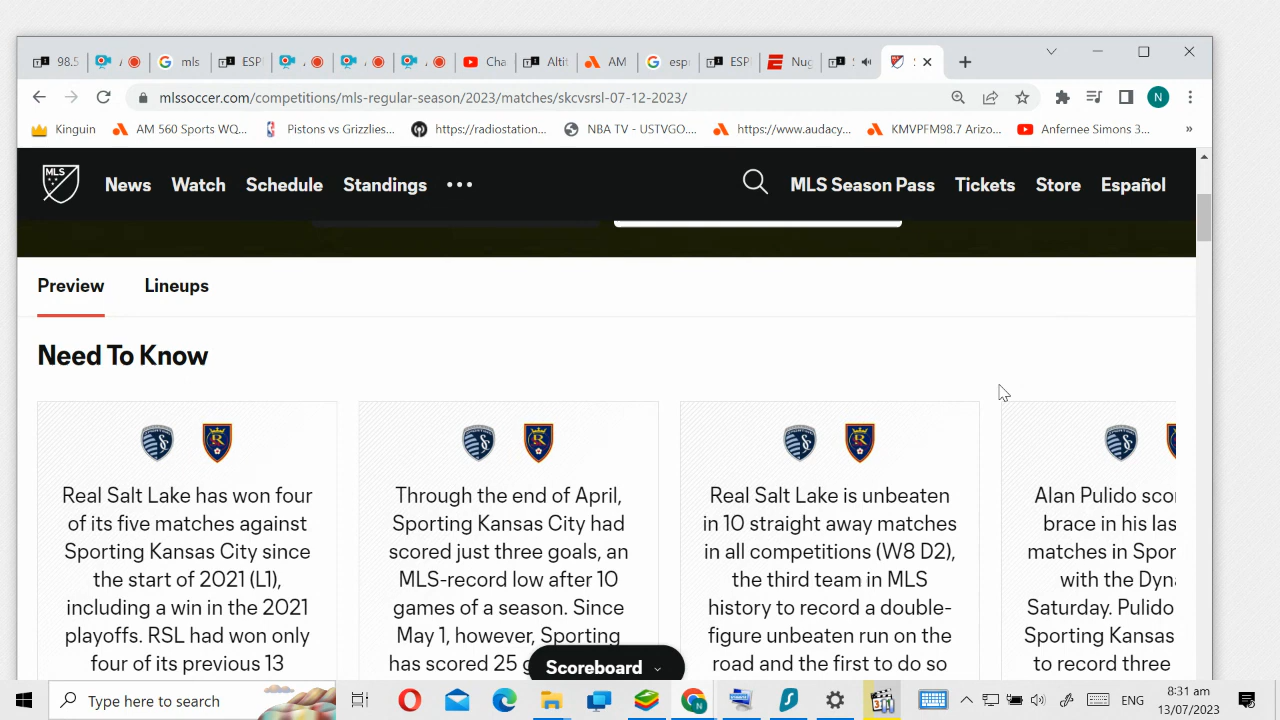 98.
A
mls
ESP
Cha
Alti
AM
esp
ESP
Nug
mlssoccer.com/competitions/mls-regular-season/2023/matches/skcvsrsl-07-12-2023/
N
Kinguin
AM 560 Sports WQ...
Pistons vs Grizzlies...
https://radiostation...
NBA TV - USTVGO....
https://www.audacy...
KMVPFM98.7 Arizo...
Anfernee Simons 3...
»
MLS
News
Watch
Schedule
Standings
•••
MLS Season Pass
Tickets
Store
Español
Preview
Lineups
Need To Know
Real Salt Lake has won four
of its five matches against
Sporting Kansas City since
the start of 2021 (L1),
including a win in the 2021
playoffs. RSL had won only
four of its previous 13
Through the end of April,
Sporting Kansas City had
scored just three goals, an
MLS-record low after 10
games of a season. Since
May 1, however, Sporting
has scored 25 g
Real Salt Lake is unbeaten
in 10 straight away matches
in all competitions (W8 D2),
the third team in MLS
history to record a double-
figure unbeaten run on the
road and the first to do so
Alan Pulido sco
brace in his las
matches in Spor
with the Dyn
Saturday. Pulido
Sporting Kansas
to record three
Scoreboard
Type here to search
ENG
8:31 am
13/07/2023